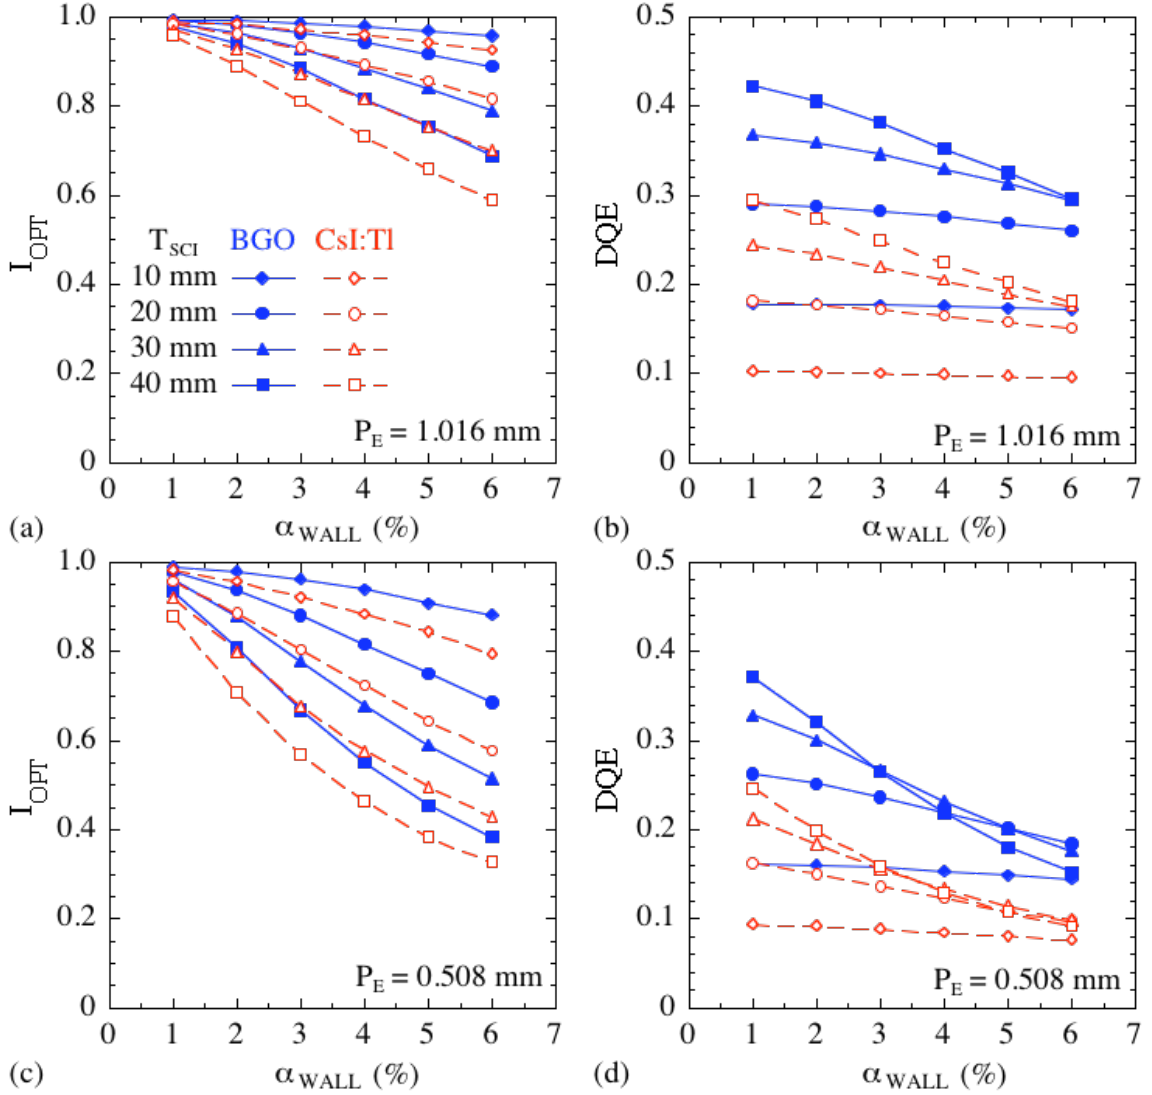 1.0
0.8
0.6
0.4
0.2
0
I_OPT
T_SCI BGO CsI:Tl
10 mm
20 mm
30 mm
40 mm
P_E = 1.016 mm
0 1 2 3 4 5 6 7
(a) α_WALL (%)
0.5
0.4
0.3
0.2
0.1
0
DQE
P_E = 1.016 mm
0 1 2 3 4 5 6 7
(b) α_WALL (%)
1.0
0.8
0.6
0.4
0.2
0
I_OPT
P_E = 0.508 mm
0 1 2 3 4 5 6 7
(c) α_WALL (%)
0.5
0.4
0.3
0.2
0.1
0
DQE
P_E = 0.508 mm
0 1 2 3 4 5 6 7
(d) α_WALL (%)